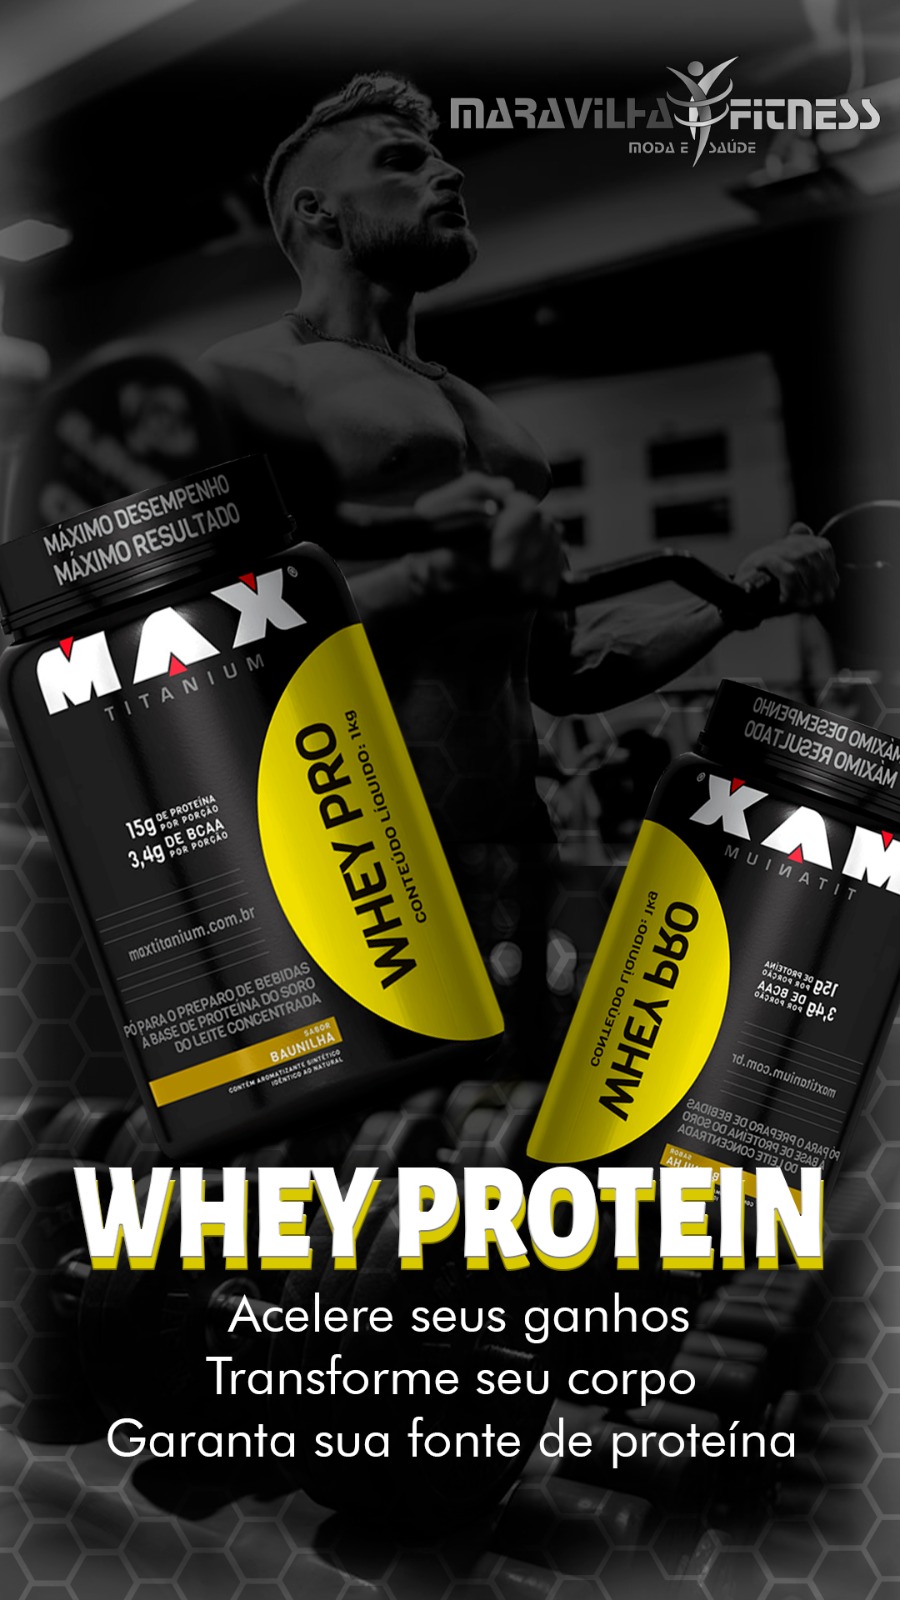 MARAVILHA FITNESS
MODA E SAÚDE
MÁXIMO DESEMPENHO
MÁXIMO RESULTADO
MAX®
TITANIUM
15g DE PROTEÍNA POR PORÇÃO
3,4g DE BCAA POR PORÇÃO
maxtitanium.com.br
WHEY PRO
CONTEÚDO LÍQUIDO: 1kg
PÓ PARA O PREPARO DE BEBIDAS
À BASE DE PROTEÍNA DO SORO
DO LEITE CONCENTRADA
SABOR
BAUNILHA
CONTÉM AROMATIZANTE SINTÉTICO
IDÊNTICO AO NATURAL
MÁXIMO DESEMPENHO
MÁXIMO RESULTADO
MAX®
TITANIUM
15g DE PROTEÍNA POR PORÇÃO
3,4g DE BCAA POR PORÇÃO
maxtitanium.com.br
WHEY PRO
CONTEÚDO LÍQUIDO: 1kg
PÓ PARA O PREPARO DE BEBIDAS
À BASE DE PROTEÍNA DO SORO
DO LEITE CONCENTRADA
SABOR
WHEY PROTEIN
Acelere seus ganhos
Transforme seu corpo
Garanta sua fonte de proteína